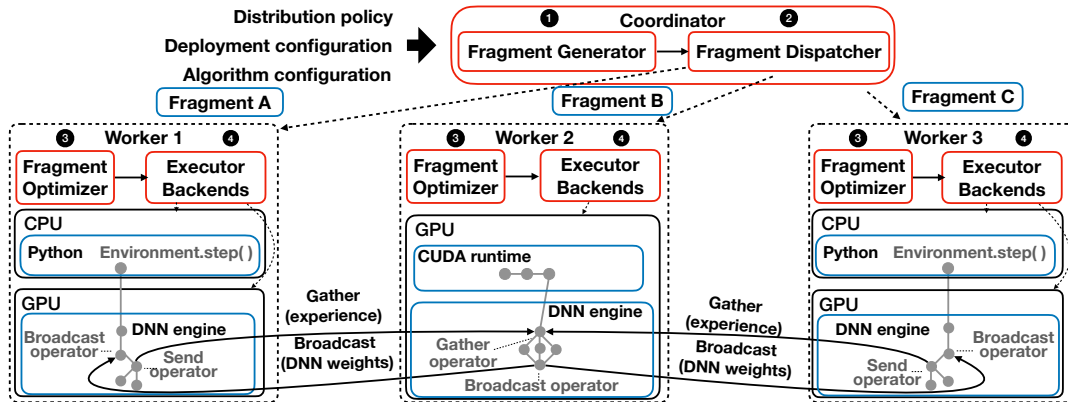 Distribution policy
Deployment configuration
Algorithm configuration
Coordinator
1
2
Fragment Generator
Fragment Dispatcher
Fragment A
Fragment B
Fragment C
3
Worker 1
4
Fragment
Optimizer
Executor
Backends
CPU
Python
Environment.step( )
GPU
DNN engine
Broadcast
operator
Send
operator
Gather
(experience)
Broadcast
(DNN weights)
3
Worker 2
4
Fragment
Optimizer
Executor
Backends
GPU
CUDA runtime
DNN engine
Gather
operator
Broadcast operator
Gather
(experience)
Broadcast
(DNN weights)
3
Worker 3
4
Fragment
Optimizer
Executor
Backends
CPU
Python
Environment.step( )
GPU
DNN engine
Broadcast
operator
Send
operator